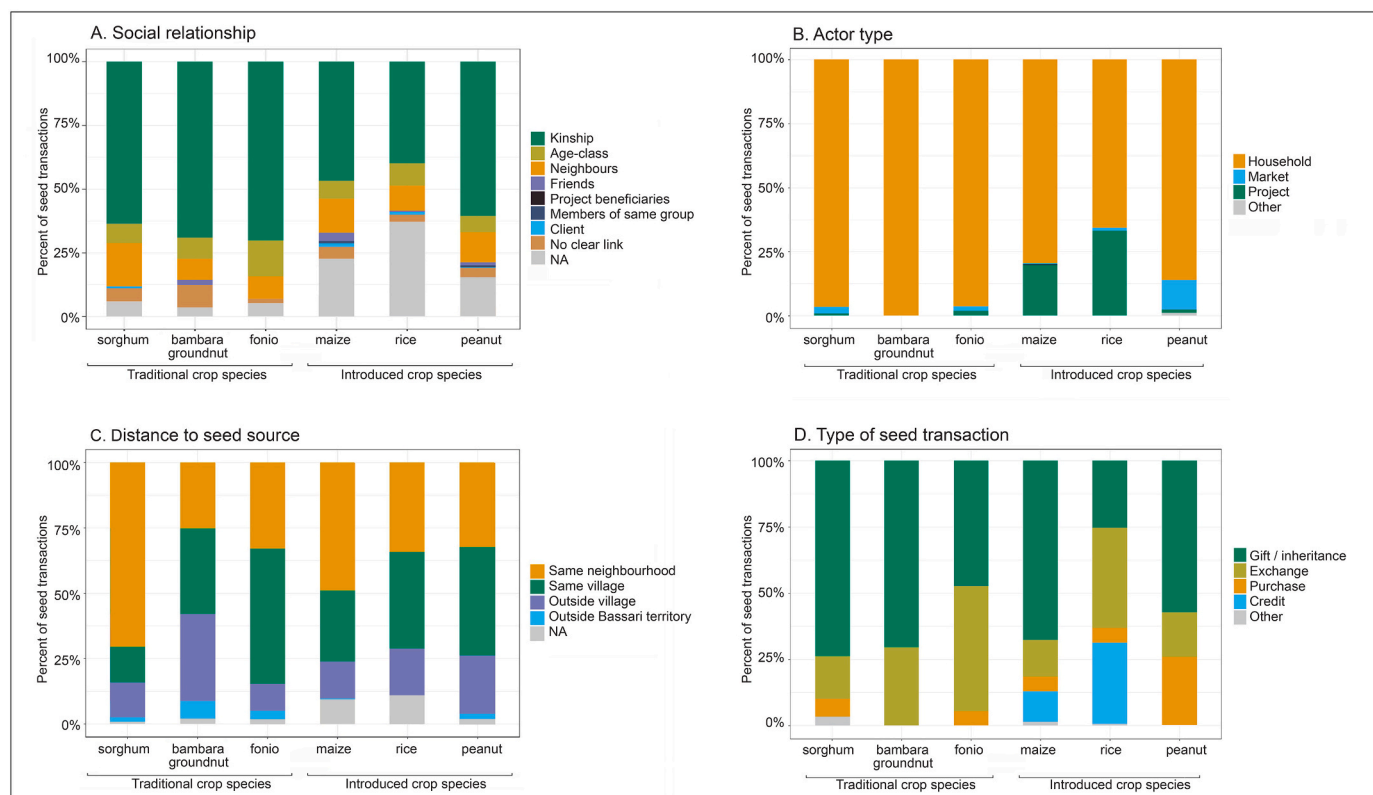 A. Social relationship
Percent of seed transactions
100%
75%
50%
25%
0%
sorghum
bambara
groundnut
fonio
maize
rice
peanut
Traditional crop species
Introduced crop species
Kinship
Age-class
Neighbours
Friends
Project beneficiaries
Members of same group
Client
No clear link
NA
B. Actor type
Percent of seed transactions
100%
75%
50%
25%
0%
sorghum
bambara
groundnut
fonio
maize
rice
peanut
Traditional crop species
Introduced crop species
Household
Market
Project
Other
C. Distance to seed source
Percent of seed transactions
100%
75%
50%
25%
0%
sorghum
bambara
groundnut
fonio
maize
rice
peanut
Traditional crop species
Introduced crop species
Same neighbourhood
Same village
Outside village
Outside Bassari territory
NA
D. Type of seed transaction
Percent of seed transactions
100%
75%
50%
25%
0%
sorghum
bambara
groundnut
fonio
maize
rice
peanut
Traditional crop species
Introduced crop species
Gift / inheritance
Exchange
Purchase
Credit
Other